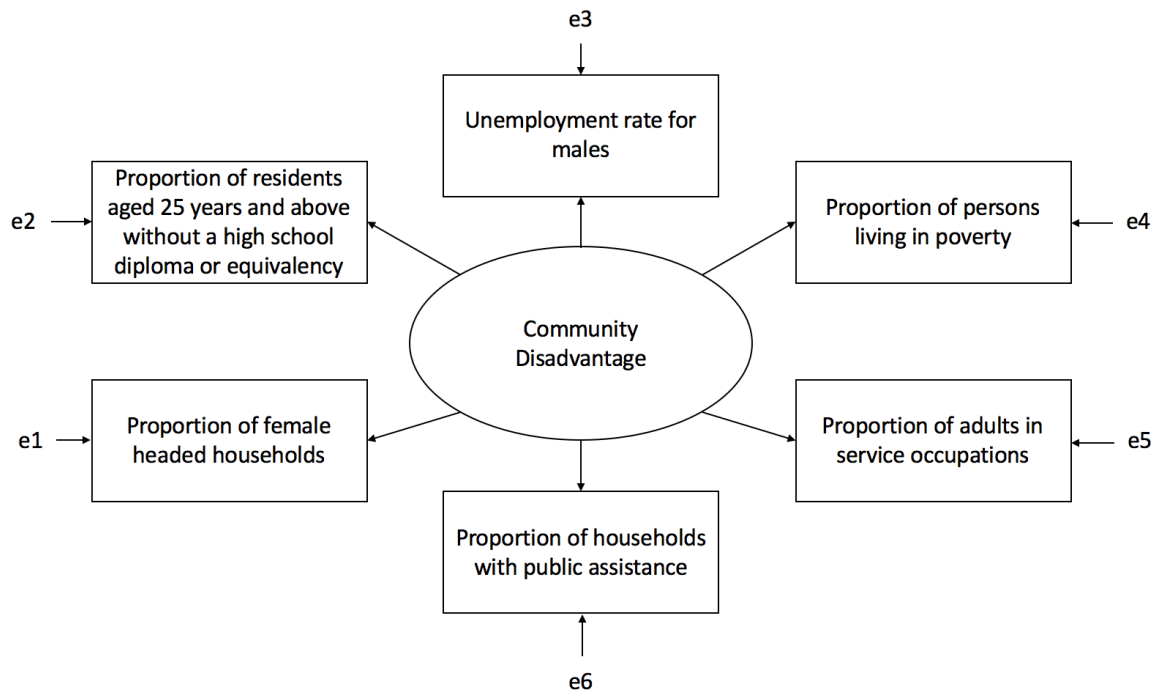 e3
Unemployment rate for
males
Proportion of residents
aged 25 years and above
without a high school
diploma or equivalency
e2
Proportion of persons
living in poverty
e4
Community
Disadvantage
Proportion of female
headed households
e1
Proportion of adults in
service occupations
e5
Proportion of households
with public assistance
e6